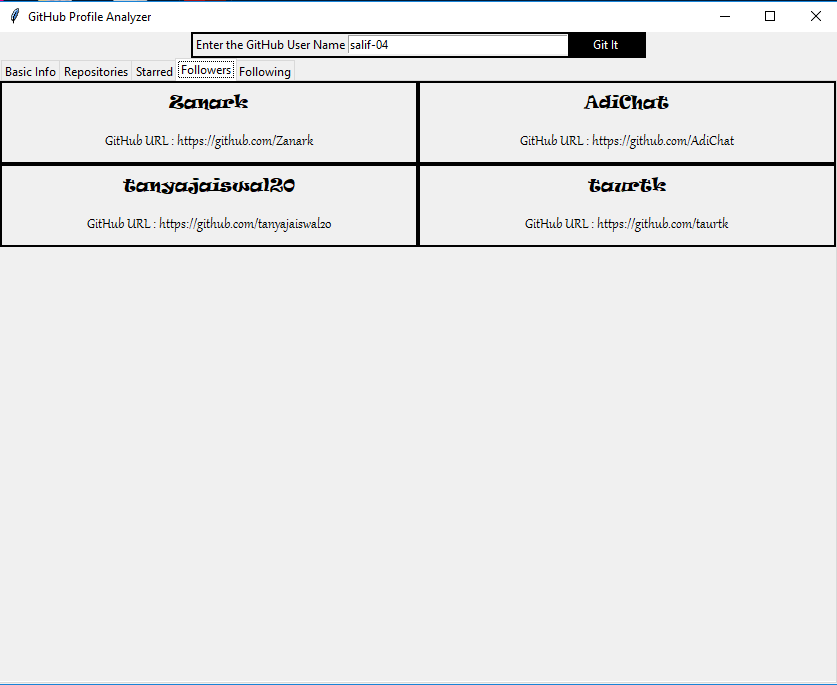 GitHub Profile Analyzer
Enter the GitHub User Name salif-04 Git It
Basic Info Repositories Starred Followers Following
Zanark AdiChat
GitHub URL : https://github.com/Zanark GitHub URL : https://github.com/AdiChat
tanyajaiswal20 taurtk
GitHub URL : https://github.com/tanyajaiswal20 GitHub URL : https://github.com/taurtk